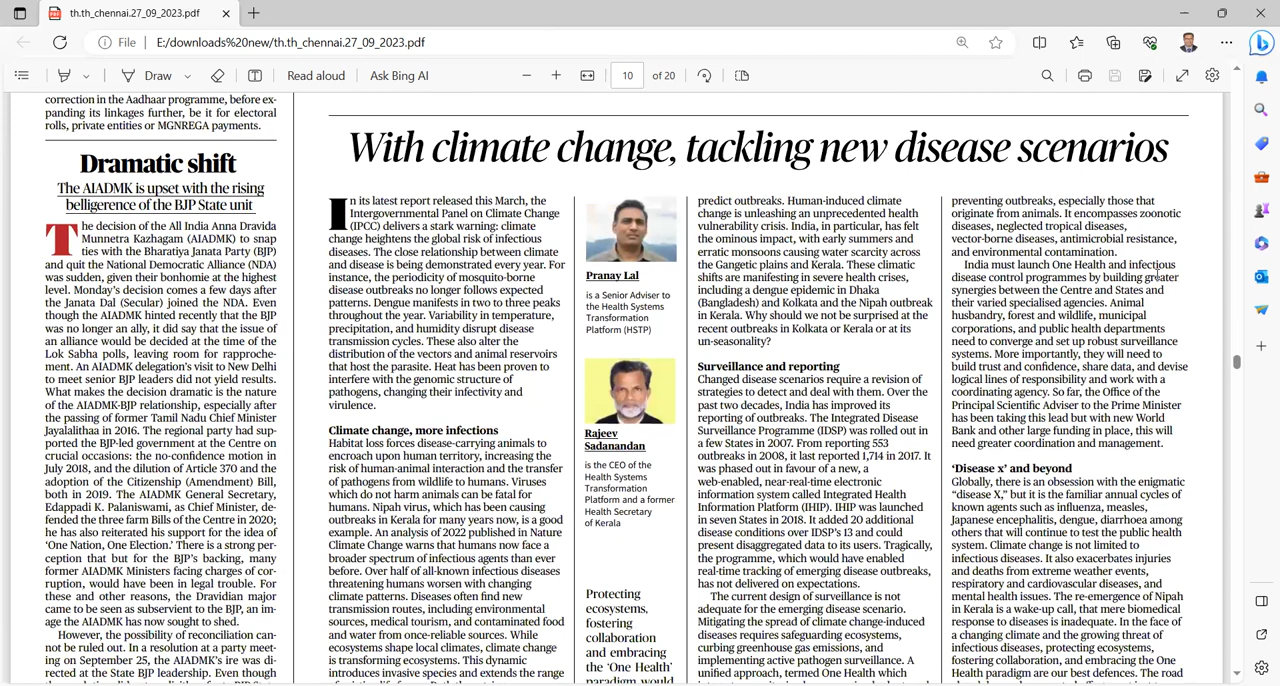 th.th_chennai.27_09_2023.pdf
File
E:/downloads%20new/th.th_chennai.27_09_2023.pdf
Draw
Read aloud
Ask Bing AI
10
of 20
correction in the Aadhaar programme, before ex-
panding its linkages further, be it for electoral
rolls, private entities or MGNREGA payments.
Dramatic shift
The AIADMK is upset with the rising
belligerence of the BJP State unit
The decision of the All India Anna Dravida
Munnetra Kazhagam (AIADMK) to snap
ties with the Bharatiya Janata Party (BJP)
and quit the National Democratic Alliance (NDA)
was sudden, given their bonhomie at the highest
level. Monday's decision comes a few days after
the Janata Dal (Secular) joined the NDA. Even
though the AIADMK hinted recently that the BJP
was no longer an ally, it did say that the issue of
an alliance would be decided at the time of the
Lok Sabha polls, leaving room for rapproche-
ment. An AIADMK delegation's visit to New Delhi
to meet senior BJP leaders did not yield results.
What makes the decision dramatic is the nature
of the AIADMK-BJP relationship, especially after
the passing of former Tamil Nadu Chief Minister
Jayalalithaa in 2016. The regional party had sup-
ported the BJP-led government at the Centre on
crucial occasions: the no-confidence motion in
July 2018, and the dilution of Article 370 and the
adoption of the Citizenship (Amendment) Bill,
both in 2019. The AIADMK General Secretary,
Edappadi K. Palaniswami, as Chief Minister, de-
fended the three farm Bills of the Centre in 2020;
he has also reiterated his support for the idea of
'One Nation, One Election.' There is a strong per-
ception that but for the BJP's backing, many
former AIADMK Ministers facing charges of cor-
ruption, would have been in legal trouble. For
these and other reasons, the Dravidian major
came to be seen as subservient to the BJP, an im-
age the AIADMK has now sought to shed.
However, the possibility of reconciliation can-
not be ruled out. In a resolution at a party meet-
ing on September 25, the AIADMK's ire was di-
rected at the State BJP leadership. Even though
With climate change, tackling new disease scenarios
In its latest report released this March, the
Intergovernmental Panel on Climate Change
(IPCC) delivers a stark warning: climate
change heightens the global risk of infectious
diseases. The close relationship between climate
and disease is being demonstrated every year. For
instance, the periodicity of mosquito-borne
disease outbreaks no longer follows expected
patterns. Dengue manifests in two to three peaks
throughout the year. Variability in temperature,
precipitation, and humidity disrupt disease
transmission cycles. These also alter the
distribution of the vectors and animal reservoirs
that host the parasite. Heat has been proven to
interfere with the genomic structure of
pathogens, changing their infectivity and
virulence.
Climate change, more infections
Habitat loss forces disease-carrying animals to
encroach upon human territory, increasing the
risk of human-animal interaction and the transfer
of pathogens from wildlife to humans. Viruses
which do not harm animals can be fatal for
humans. Nipah virus, which has been causing
outbreaks in Kerala for many years now, is a good
example. An analysis of 2022 published in Nature
Climate Change warns that humans now face a
broader spectrum of infectious agents than ever
before. Over half of all-known infectious diseases
threatening humans worsen with changing
climate patterns. Diseases often find new
transmission routes, including environmental
sources, medical tourism, and contaminated food
and water from once-reliable sources. While
ecosystems shape local climates, climate change
is transforming ecosystems. This dynamic
introduces invasive species and extends the range
Pranay Lal
is a Senior Adviser to
the Health Systems
Transformation
Platform (HSTP)
Rajeev
Sadanandan
is the CEO of the
Health Systems
Transformation
Platform and a former
Health Secretary
of Kerala
Protecting
ecosystems,
fostering
collaboration
and embracing
the 'One Health'
paradigm would
predict outbreaks. Human-induced climate
change is unleashing an unprecedented health
vulnerability crisis. India, in particular, has felt
the ominous impact, with early summers and
erratic monsoons causing water scarcity across
the Gangetic plains and Kerala. These climatic
shifts are manifesting in severe health crises,
including a dengue epidemic in Dhaka
(Bangladesh) and Kolkata and the Nipah outbreak
in Kerala. Why should we not be surprised at the
recent outbreaks in Kolkata or Kerala or at its
un-seasonality?
Surveillance and reporting
Changed disease scenarios require a revision of
strategies to detect and deal with them. Over the
past two decades, India has improved its
reporting of outbreaks. The Integrated Disease
Surveillance Programme (IDSP) was rolled out in
a few States in 2007. From reporting 553
outbreaks in 2008, it last reported 1,714 in 2017. It
was phased out in favour of a new, a
web-enabled, near-real-time electronic
information system called Integrated Health
Information Platform (IHIP). IHIP was launched
in seven States in 2018. It added 20 additional
disease conditions over IDSP's 13 and could
present disaggregated data to its users. Tragically,
the programme, which would have enabled
real-time tracking of emerging disease outbreaks,
has not delivered on expectations.
The current design of surveillance is not
adequate for the emerging disease scenario.
Mitigating the spread of climate change-induced
diseases requires safeguarding ecosystems,
curbing greenhouse gas emissions, and
implementing active pathogen surveillance. A
unified approach, termed One Health which
preventing outbreaks, especially those that
originate from animals. It encompasses zoonotic
diseases, neglected tropical diseases,
vector-borne diseases, antimicrobial resistance,
and environmental contamination.
India must launch One Health and infectious
disease control programmes by building greater
synergies between the Centre and States and
their varied specialised agencies. Animal
husbandry, forest and wildlife, municipal
corporations, and public health departments
need to converge and set up robust surveillance
systems. More importantly, they will need to
build trust and confidence, share data, and devise
logical lines of responsibility and work with a
coordinating agency. So far, the Office of the
Principal Scientific Adviser to the Prime Minister
has been taking this lead but with new World
Bank and other large funding in place, this will
need greater coordination and management.
'Disease x' and beyond
Globally, there is an obsession with the enigmatic
"disease X," but it is the familiar annual cycles of
known agents such as influenza, measles,
Japanese encephalitis, dengue, diarrhoea among
others that will continue to test the public health
system. Climate change is not limited to
infectious diseases. It also exacerbates injuries
and deaths from extreme weather events,
respiratory and cardiovascular diseases, and
mental health issues. The re-emergence of Nipah
in Kerala is a wake-up call, that mere biomedical
response to diseases is inadequate. In the face of
a changing climate and the growing threat of
infectious diseases, protecting ecosystems,
fostering collaboration, and embracing the One
Health paradigm are our best defences. The road